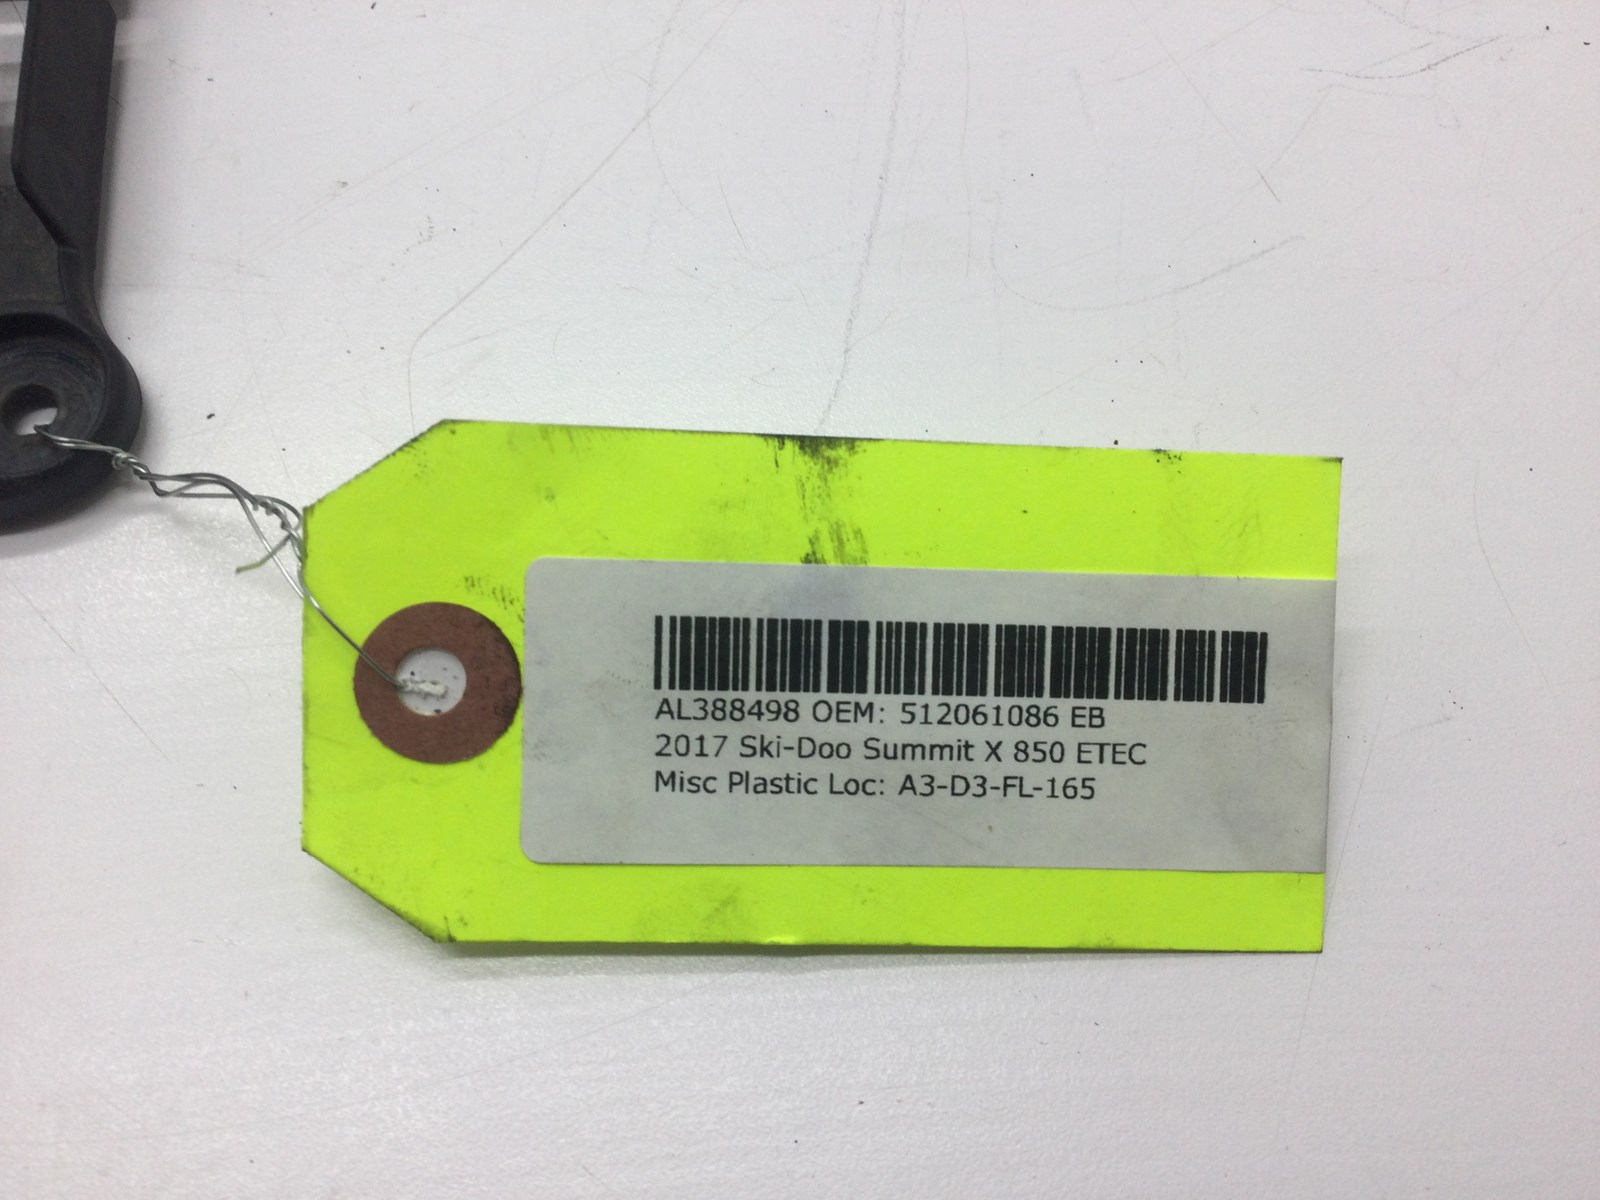 AL388498 OEM: 512061086 EB
2017 Ski-Doo Summit X 850 ETEC
Misc Plastic Loc: A3-D3-FL-165